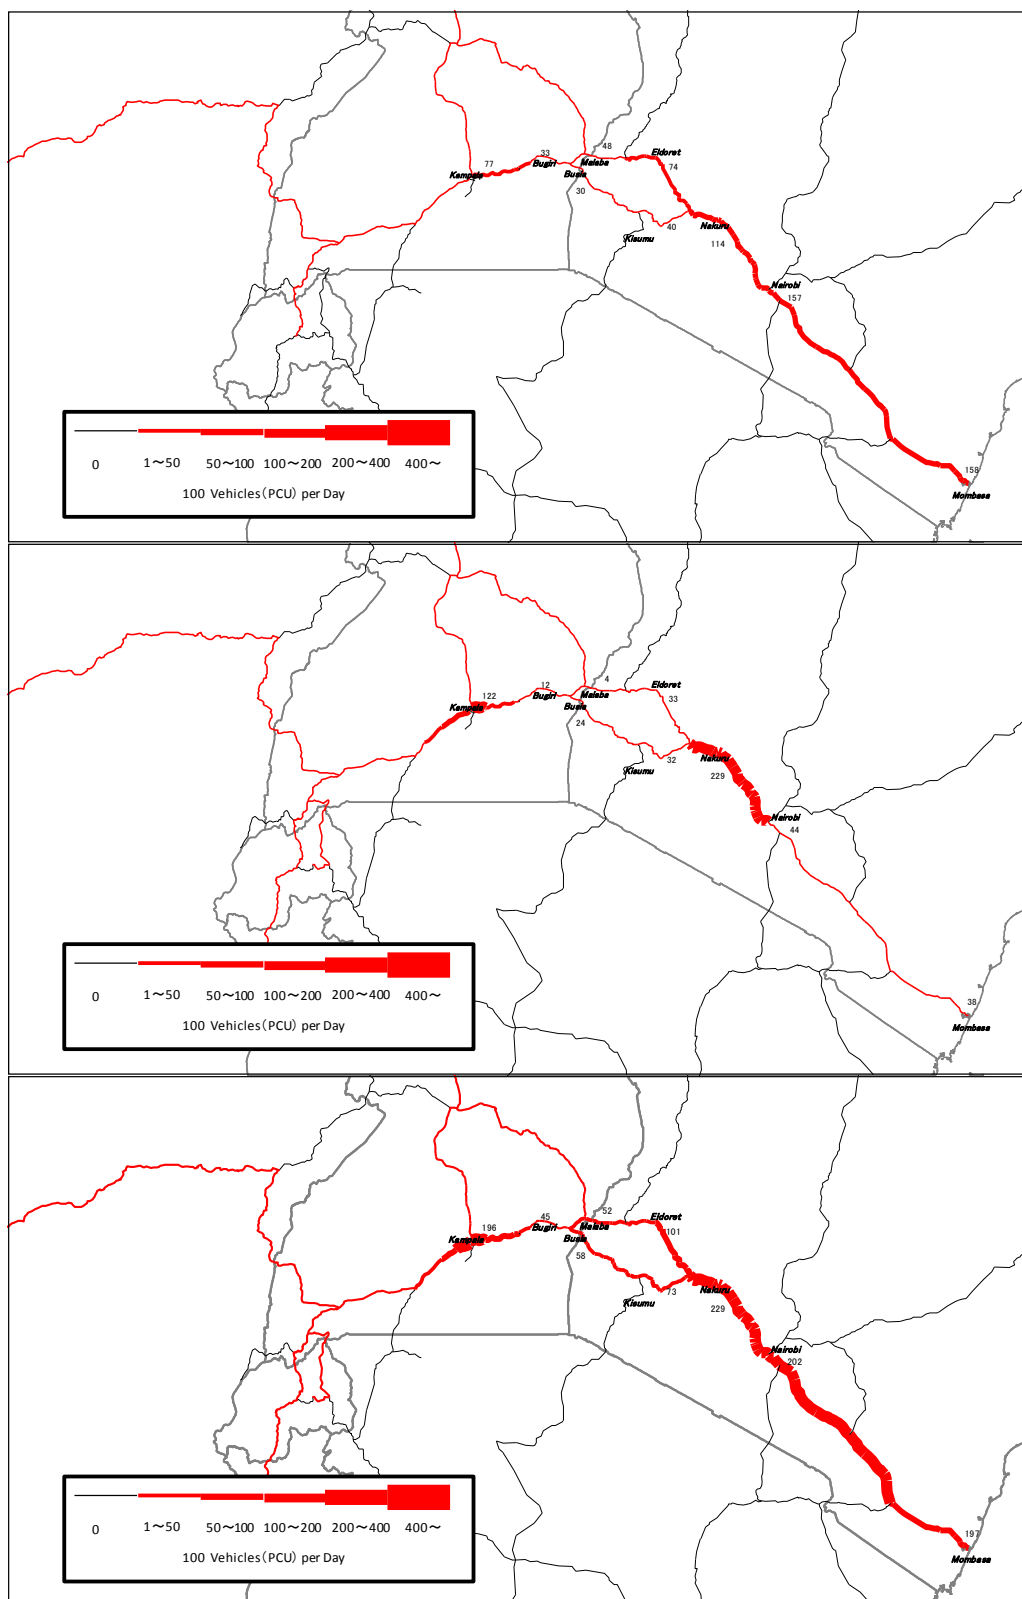 48
Eldoret
33
77
Bugiri
Malaba
74
Kampala
Busia
30
Nakuru
40
Kisumu
114
Nairobi
157
0 1～50 50～100 100～200 200～400 400～
100 Vehicles(PCU) per Day
158
Mombasa
4
Eldoret
12
122
Bugiri
Malaba
33
Kampala
Busia
24
Nakuru
32
Kisumu
229
Nairobi
44
0 1～50 50～100 100～200 200～400 400～
100 Vehicles(PCU) per Day
38
Mombasa
52
Eldoret
45
196
Bugiri
Malaba
101
Kampala
Busia
58
Nakuru
73
Kisumu
229
Nairobi
202
0 1～50 50～100 100～200 200～400 400～
100 Vehicles(PCU) per Day
197
Mombasa